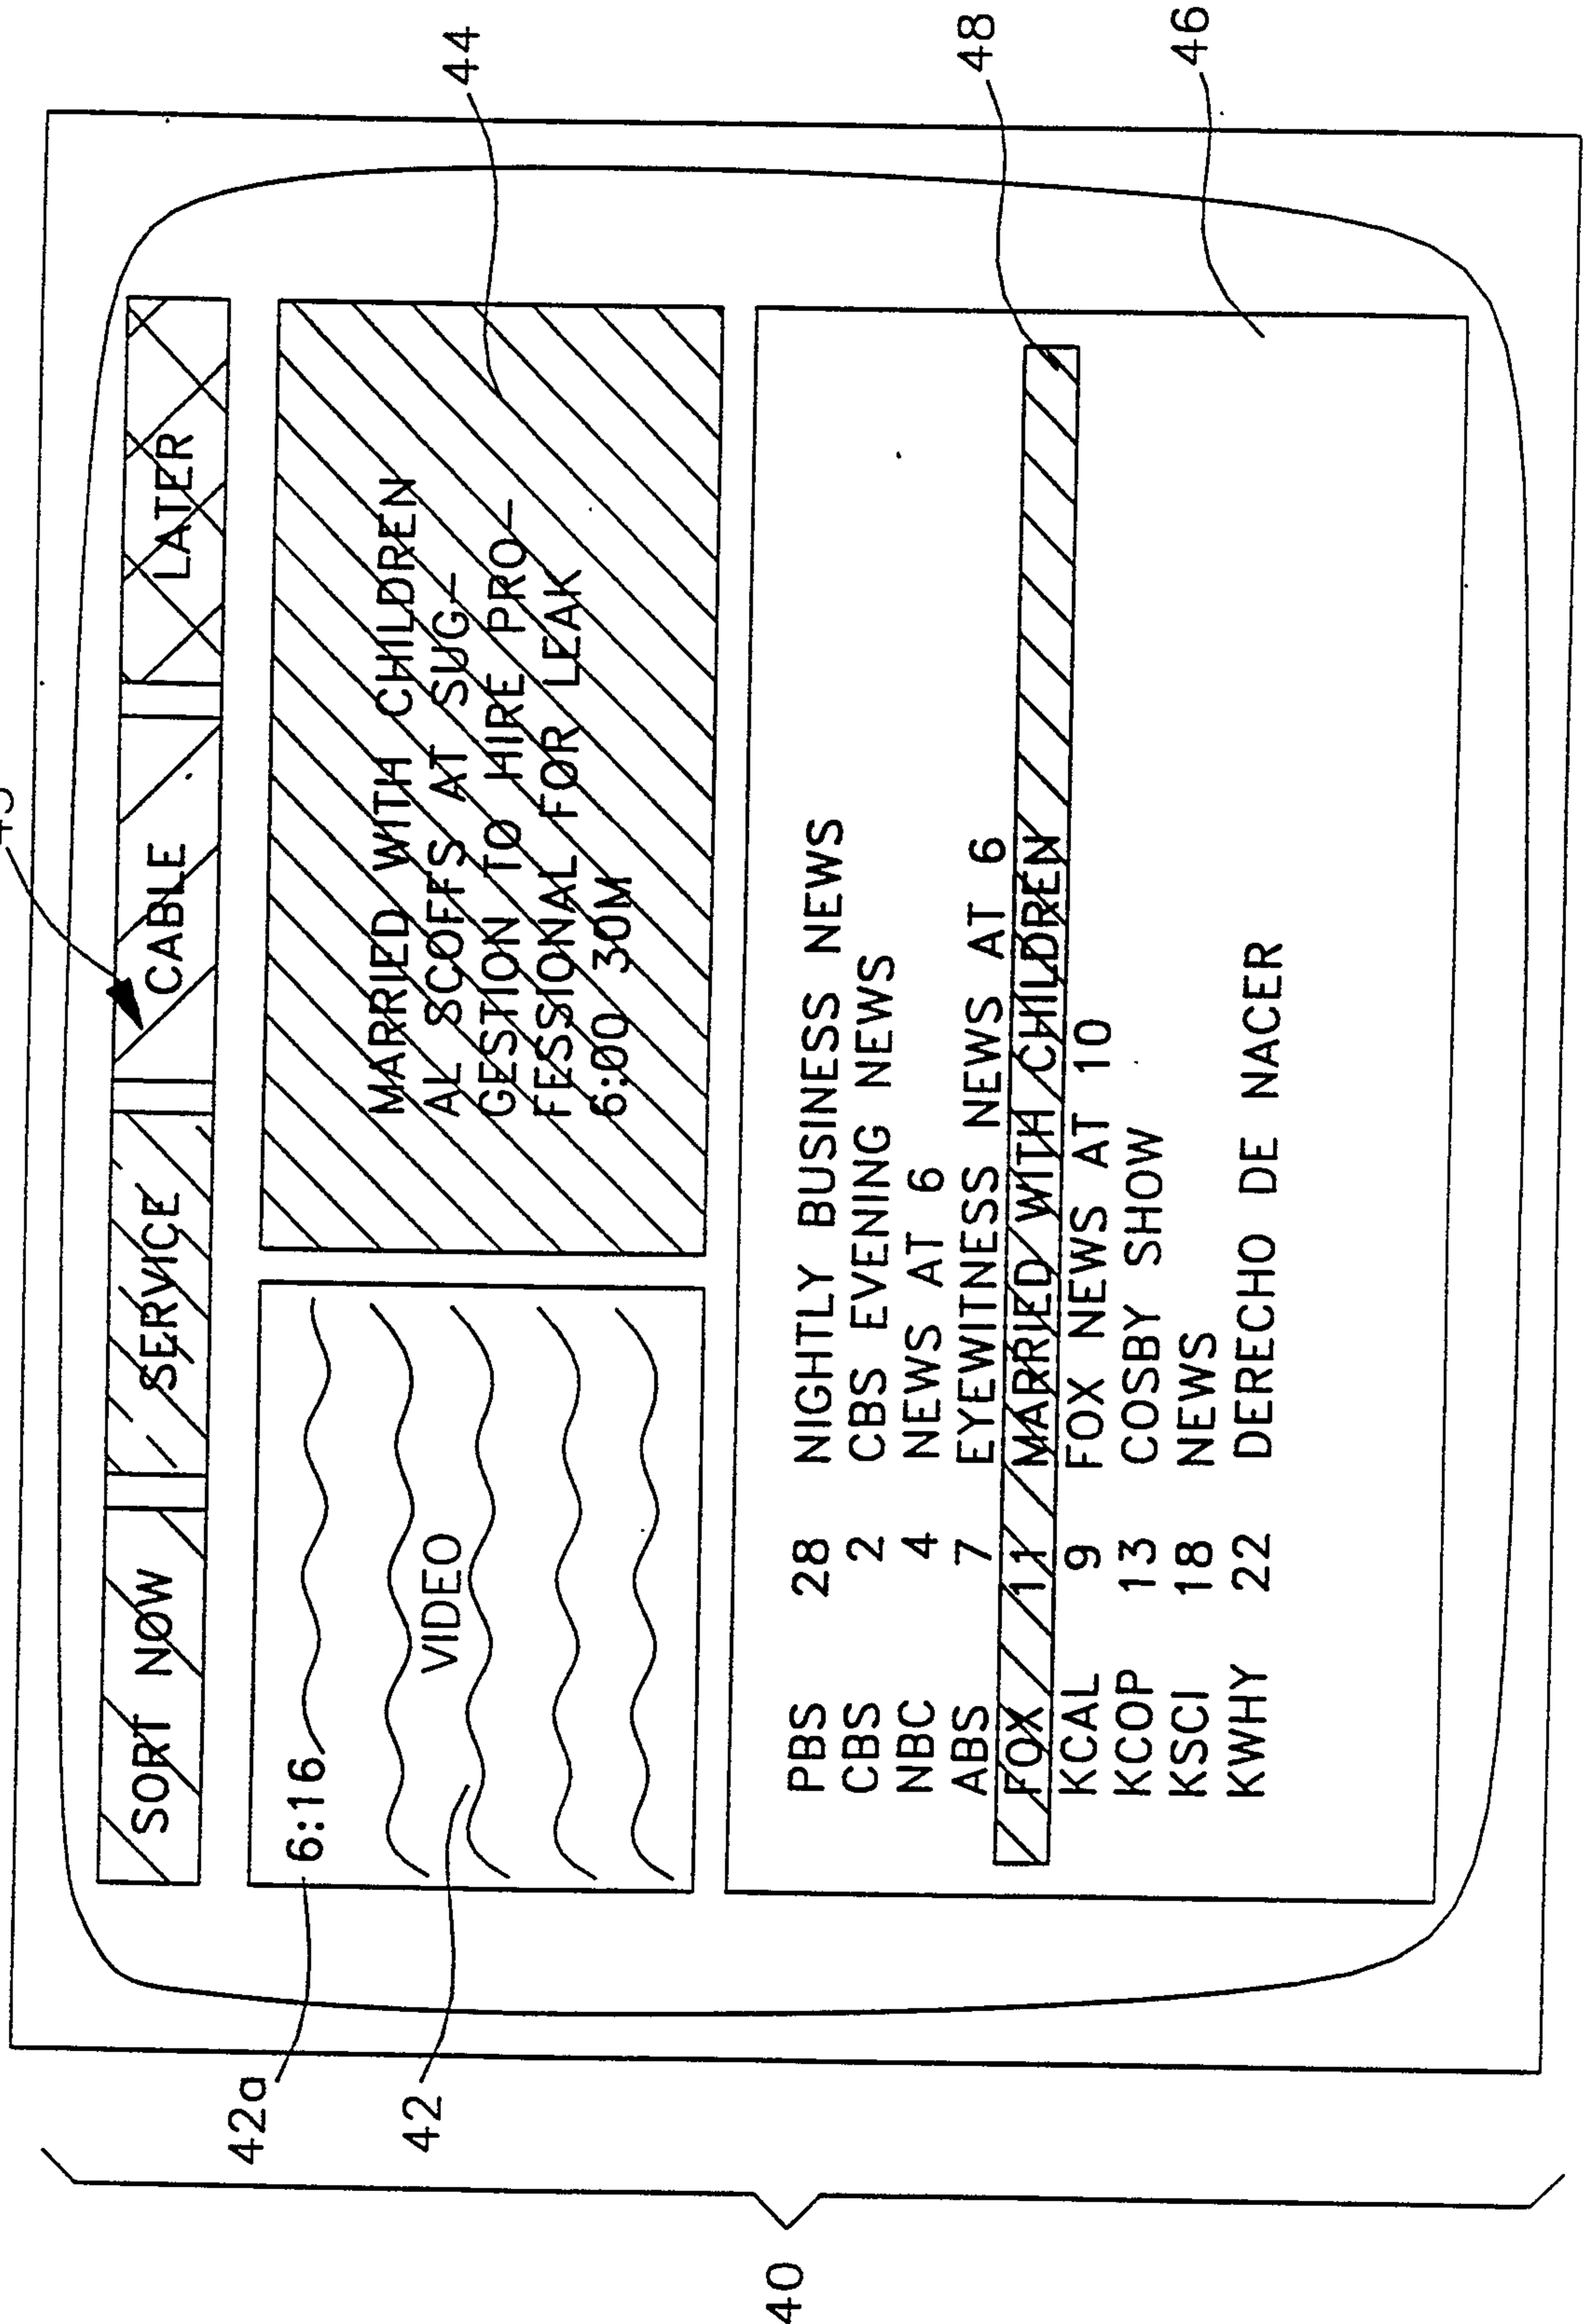 SORT NOW SERVICE CABLE LATER
6:16
VIDEO
MARRIED WITH CHILDREN
AL SCOFFS AT SUG-
GESTION TO HIRE PRO-
FESSIONAL FOR LEAK
6:00 30M
PBS 28 NIGHTLY BUSINESS NEWS
CBS 2 CBS EVENING NEWS
NBC 4 NEWS AT 6
ABS 7 EYEWITNESS NEWS AT 6
FOX 11 MARRIED WITH CHILDREN
KCAL 9 FOX NEWS AT 10
KCOP 13 COSBY SHOW
KSCI 18 NEWS
KWHY 22 DERECHO DE NACER
42a
42
40
44
48
46